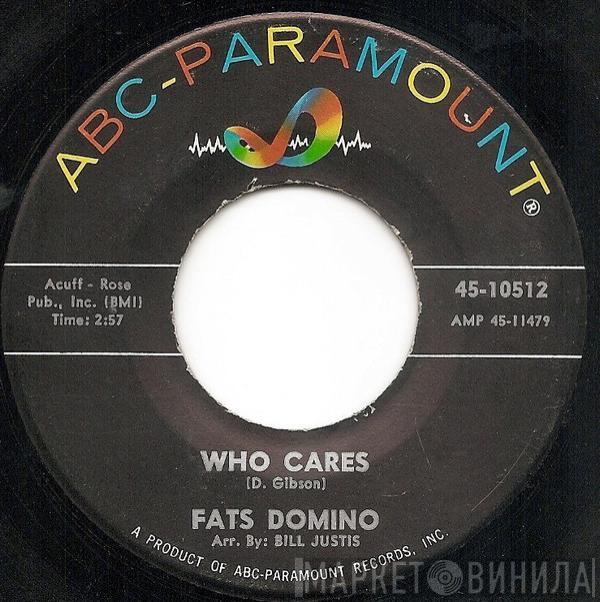 ABC-PARAMOUNT®
Acuff - Rose
Pub., Inc. (BMI)
Time: 2:57
45-10512
AMP 45-11479
WHO CARES
(D. Gibson)
FATS DOMINO
Arr. By: BILL JUSTIS
A PRODUCT OF ABC-PARAMOUNT RECORDS, INC.
МАРКЕТ ВИНИЛА